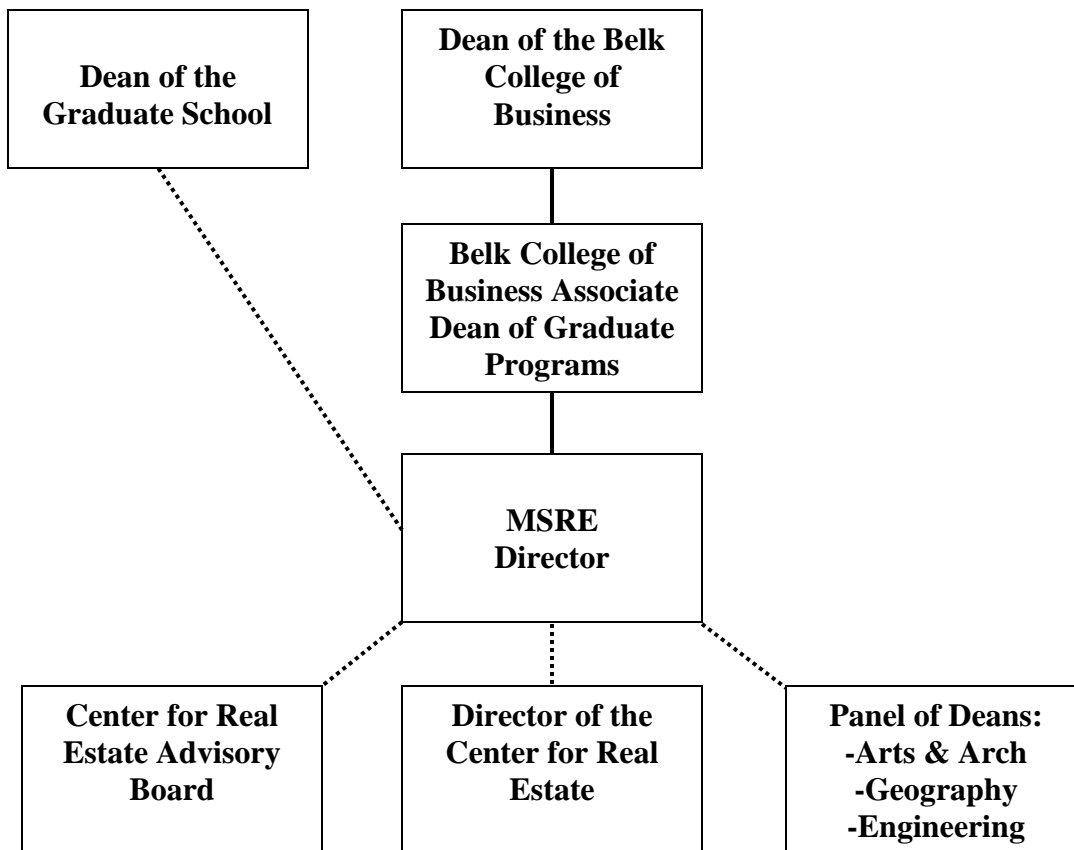 Dean of the
Graduate School
Dean of the Belk
College of
Business
Belk College of
Business Associate
Dean of Graduate
Programs
MSRE
Director
Center for Real
Estate Advisory
Board
Director of the
Center for Real
Estate
Panel of Deans:
-Arts & Arch
-Geography
-Engineering